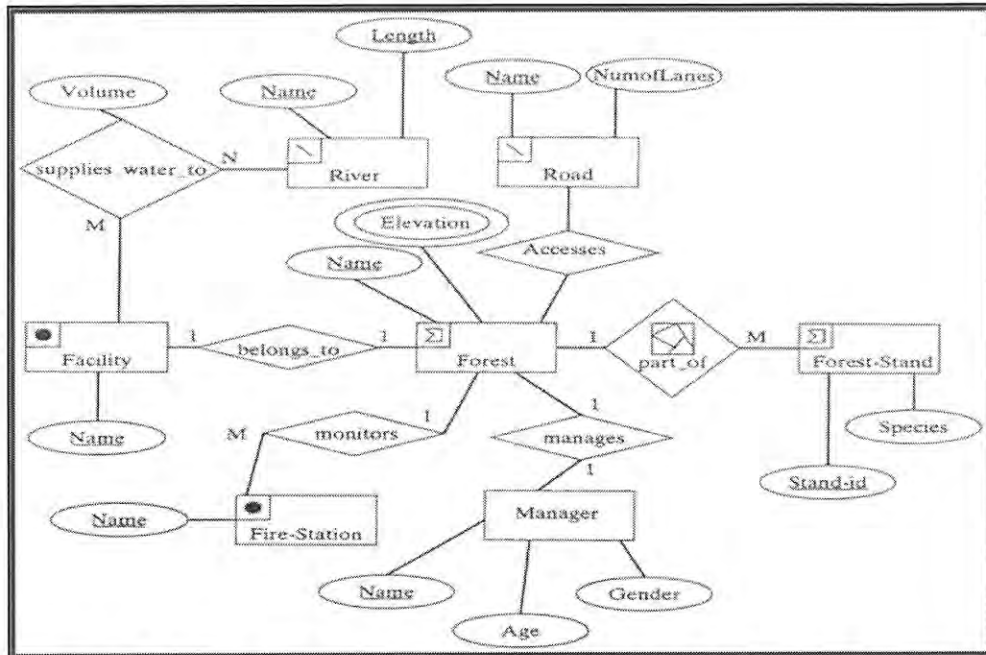 Length
Name
NumofLanes
Volume
Name
supplies_water_to
N
River
Road
M
Elevation
Accesses
Name
1
1
Σ
1
M
Σ
Facility
belongs_to
Forest
part_of
Forest-Stand
1
1
Name
M
monitors
manages
Species
1
Stand-id
Name
Fire-Station
Manager
Name
Gender
Age